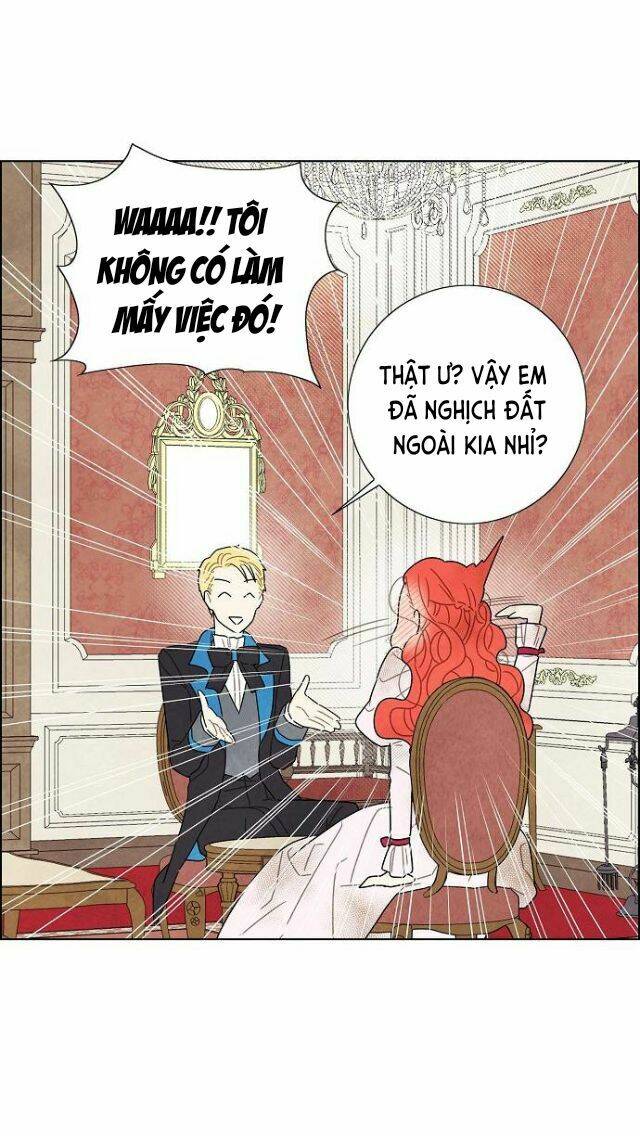 WAAAA!! TÔI
KHÔNG CÓ LÀM
MẤY VIỆC ĐÓ!
THẬT Ư? VẬY EM
ĐÃ NGHỊCH ĐẤT
NGOÀI KIA NHỈ?